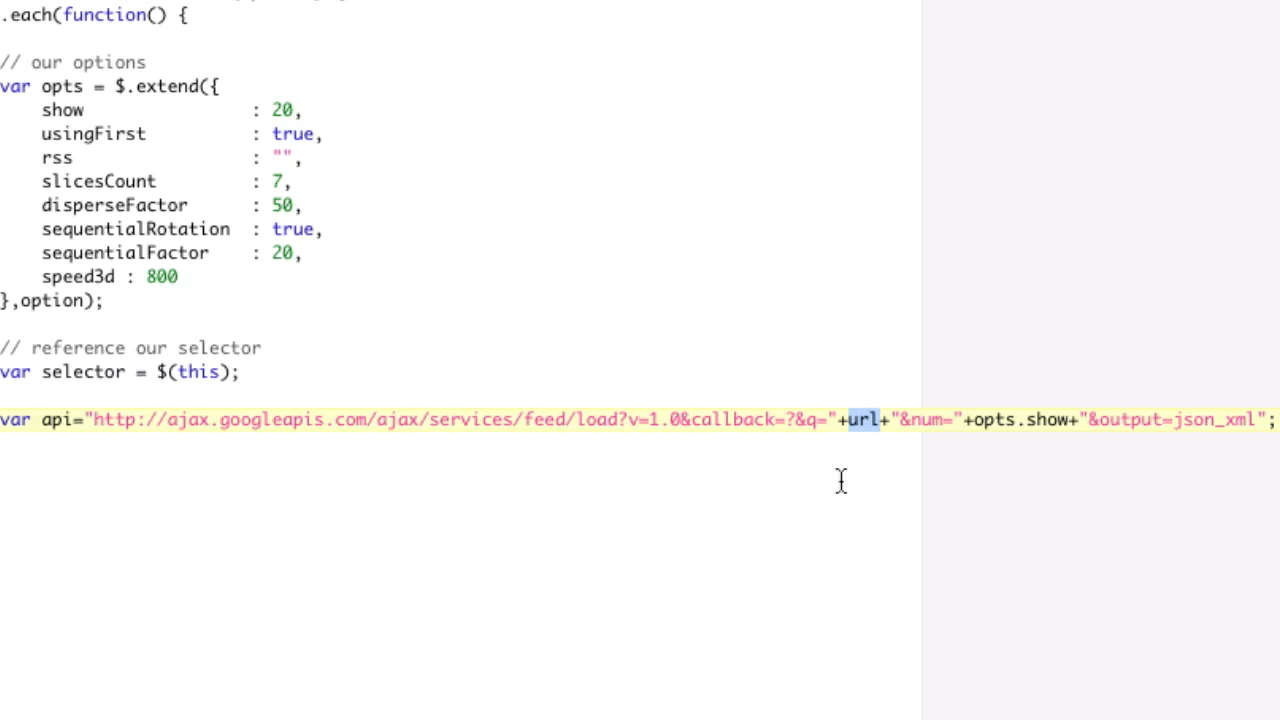 .each(function() {
// our options
var opts = $.extend({
show : 20,
usingFirst : true,
rss : "",
slicesCount : 7,
disperseFactor : 50,
sequentialRotation : true,
sequentialFactor : 20,
speed3d : 800
},option);
// reference our selector
var selector = $(this);
var api="http://ajax.googleapis.com/ajax/services/feed/load?v=1.0&callback=?&q="+url+"&num="+opts.show+"&output=json_xml";